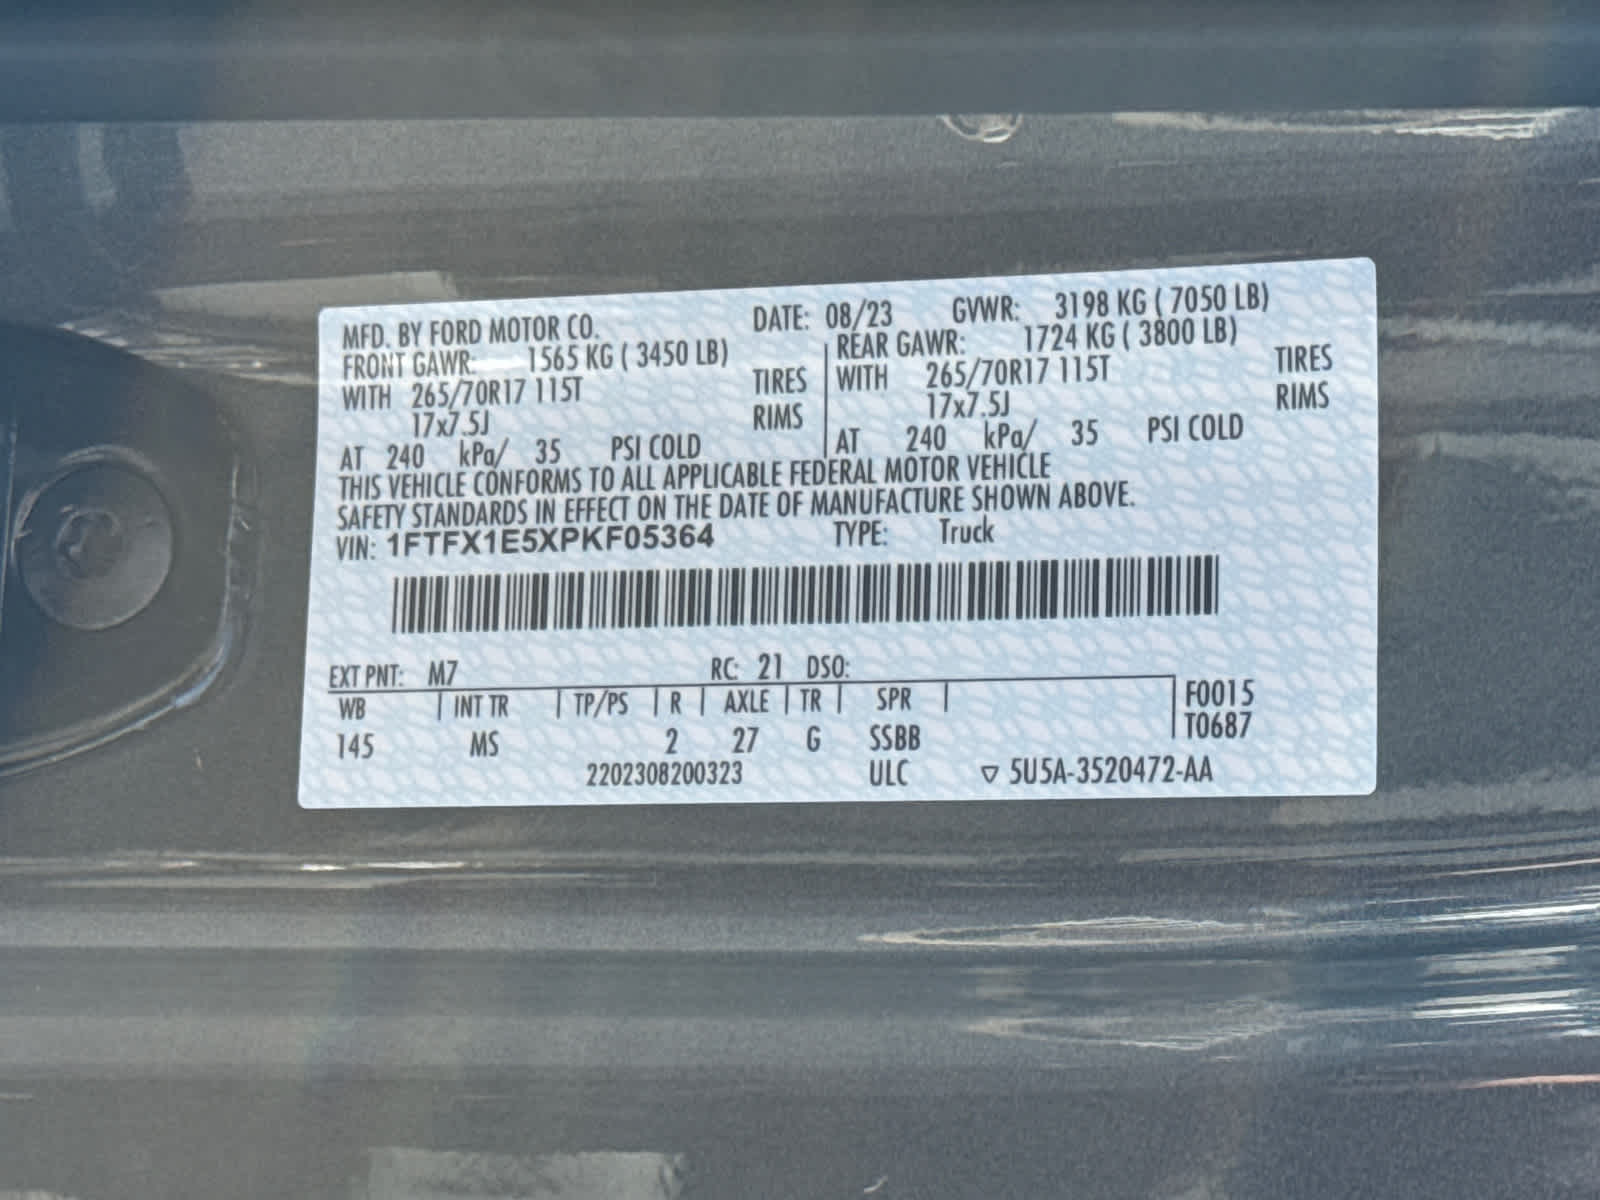 MFD. BY FORD MOTOR CO. DATE: 08/23 GVWR: 3198 KG ( 7050 LB)
FRONT GAWR: 1565 KG ( 3450 LB) REAR GAWR: 1724 KG ( 3800 LB)
WITH 265/70R17 115T TIRES WITH 265/70R17 115T TIRES
17x7.5J RIMS 17x7.5J RIMS
AT 240 kPa/ 35 PSI COLD AT 240 kPa/ 35 PSI COLD
THIS VEHICLE CONFORMS TO ALL APPLICABLE FEDERAL MOTOR VEHICLE
SAFETY STANDARDS IN EFFECT ON THE DATE OF MANUFACTURE SHOWN ABOVE.
VIN: 1FTFX1E5XPKF05364 TYPE: Truck
EXT PNT: M7 RC: 21 DSO:
WB | INT TR | TP/PS | R | AXLE | TR | SPR | F0015
T0687
145 MS 2 27 G SSBB
2202308200323 ULC ▽ 5U5A-3520472-AA